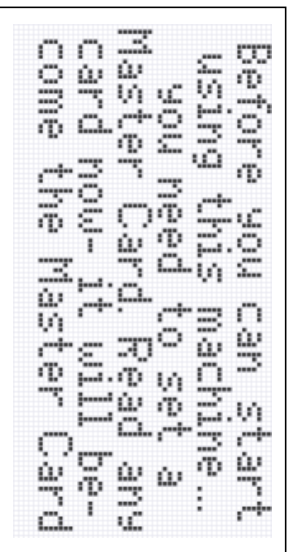 Before you can start
using this machine..
you need to set a
Master Card. Read any
card now- It will be-
come the Master Card